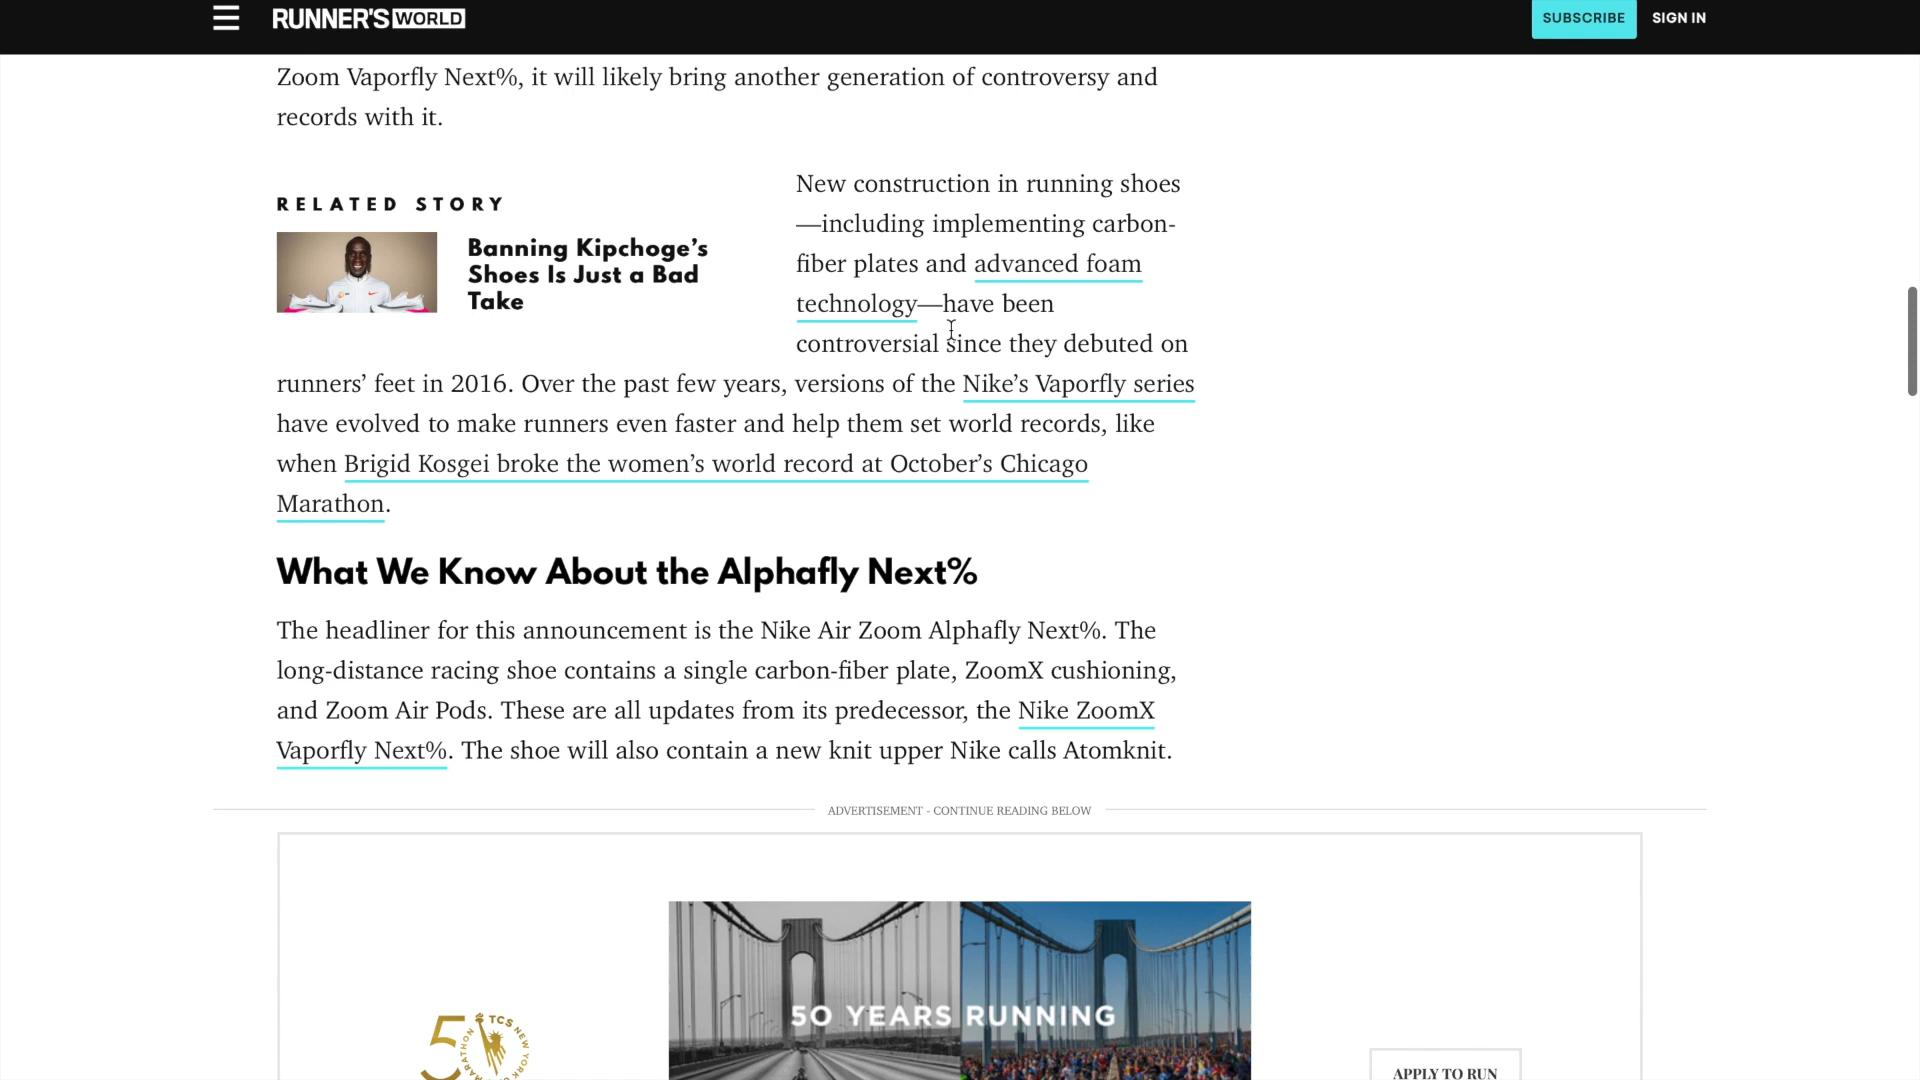 RUNNER'S WORLD
SUBSCRIBE
SIGN IN
Zoom Vaporfly Next%, it will likely bring another generation of controversy and
records with it.
RELATED STORY
Banning Kipchoge’s
Shoes Is Just a Bad
Take
New construction in running shoes
—including implementing carbon-
fiber plates and advanced foam
technology—have been
controversial since they debuted on
runners’ feet in 2016. Over the past few years, versions of the Nike’s Vaporfly series
have evolved to make runners even faster and help them set world records, like
when Brigid Kosgei broke the women’s world record at October’s Chicago
Marathon.
What We Know About the Alphafly Next%
The headliner for this announcement is the Nike Air Zoom Alphafly Next%. The
long-distance racing shoe contains a single carbon-fiber plate, ZoomX cushioning,
and Zoom Air Pods. These are all updates from its predecessor, the Nike ZoomX
Vaporfly Next%. The shoe will also contain a new knit upper Nike calls Atomknit.
ADVERTISEMENT - CONTINUE READING BELOW
50 YEARS RUNNING
5
TCS NEW YORK
MARATHON
APPLY TO RUN